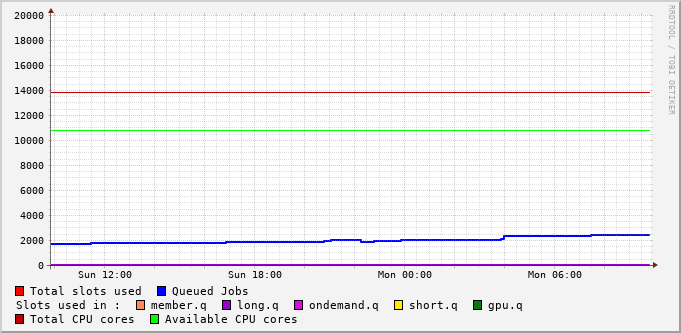 RRDTOOL / TOBI OETIKER
20000
18000
16000
14000
12000
10000
8000
6000
4000
2000
0
Sun 12:00 Sun 18:00 Mon 00:00 Mon 06:00
Total slots used Queued Jobs
Slots used in : member.q long.q ondemand.q short.q gpu.q
Total CPU cores Available CPU cores